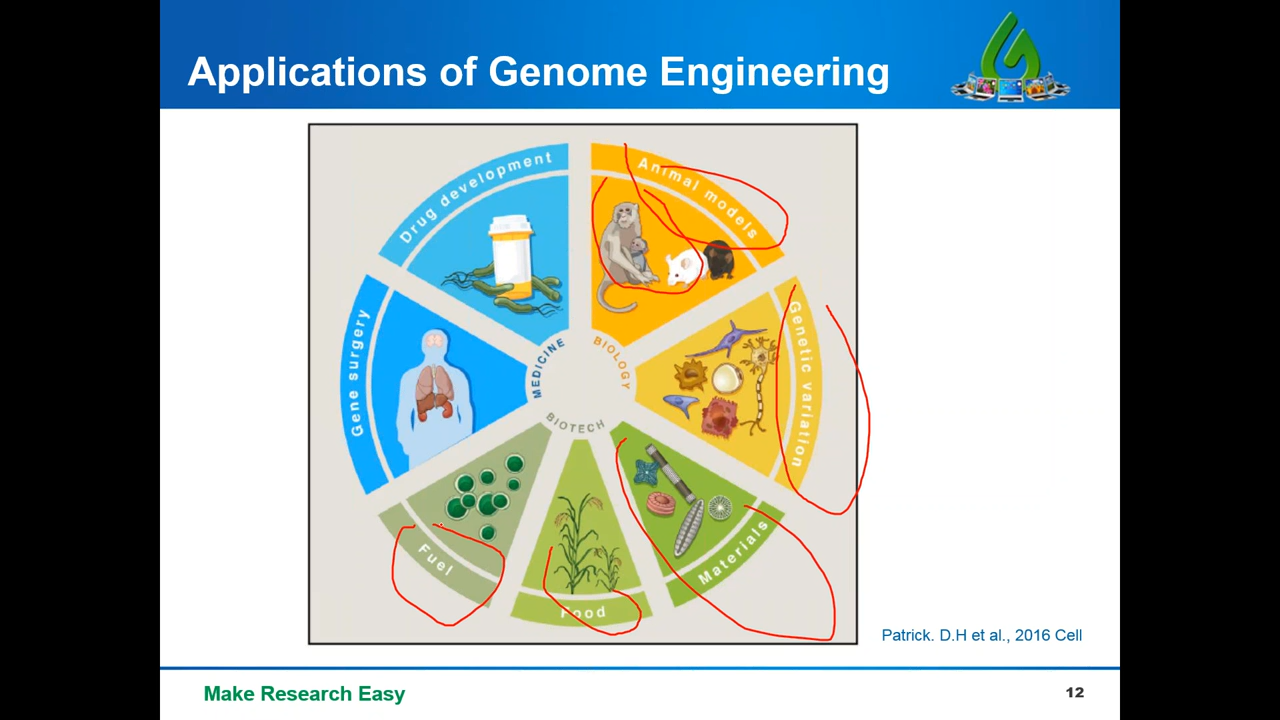 Applications of Genome Engineering
Drug development
Animal models
Gene surgery
Genetic variation
MEDICINE
BIOLOGY
BIOTECH
Fuel
Food
Materials
Patrick. D.H et al., 2016 Cell
Make Research Easy
12